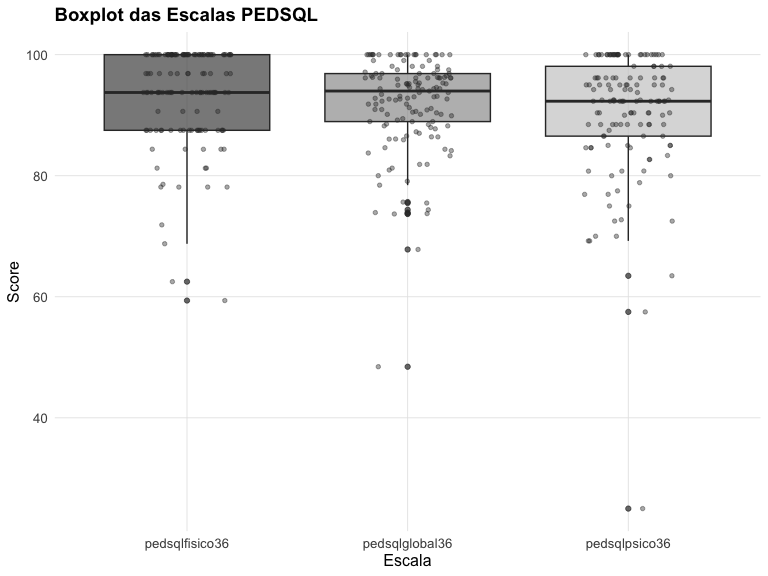 Boxplot das Escalas PEDSQL
100
80
60
40
Score
pedsqlfisico36 pedsqlglobal36 pedsqlpsico36
Escala